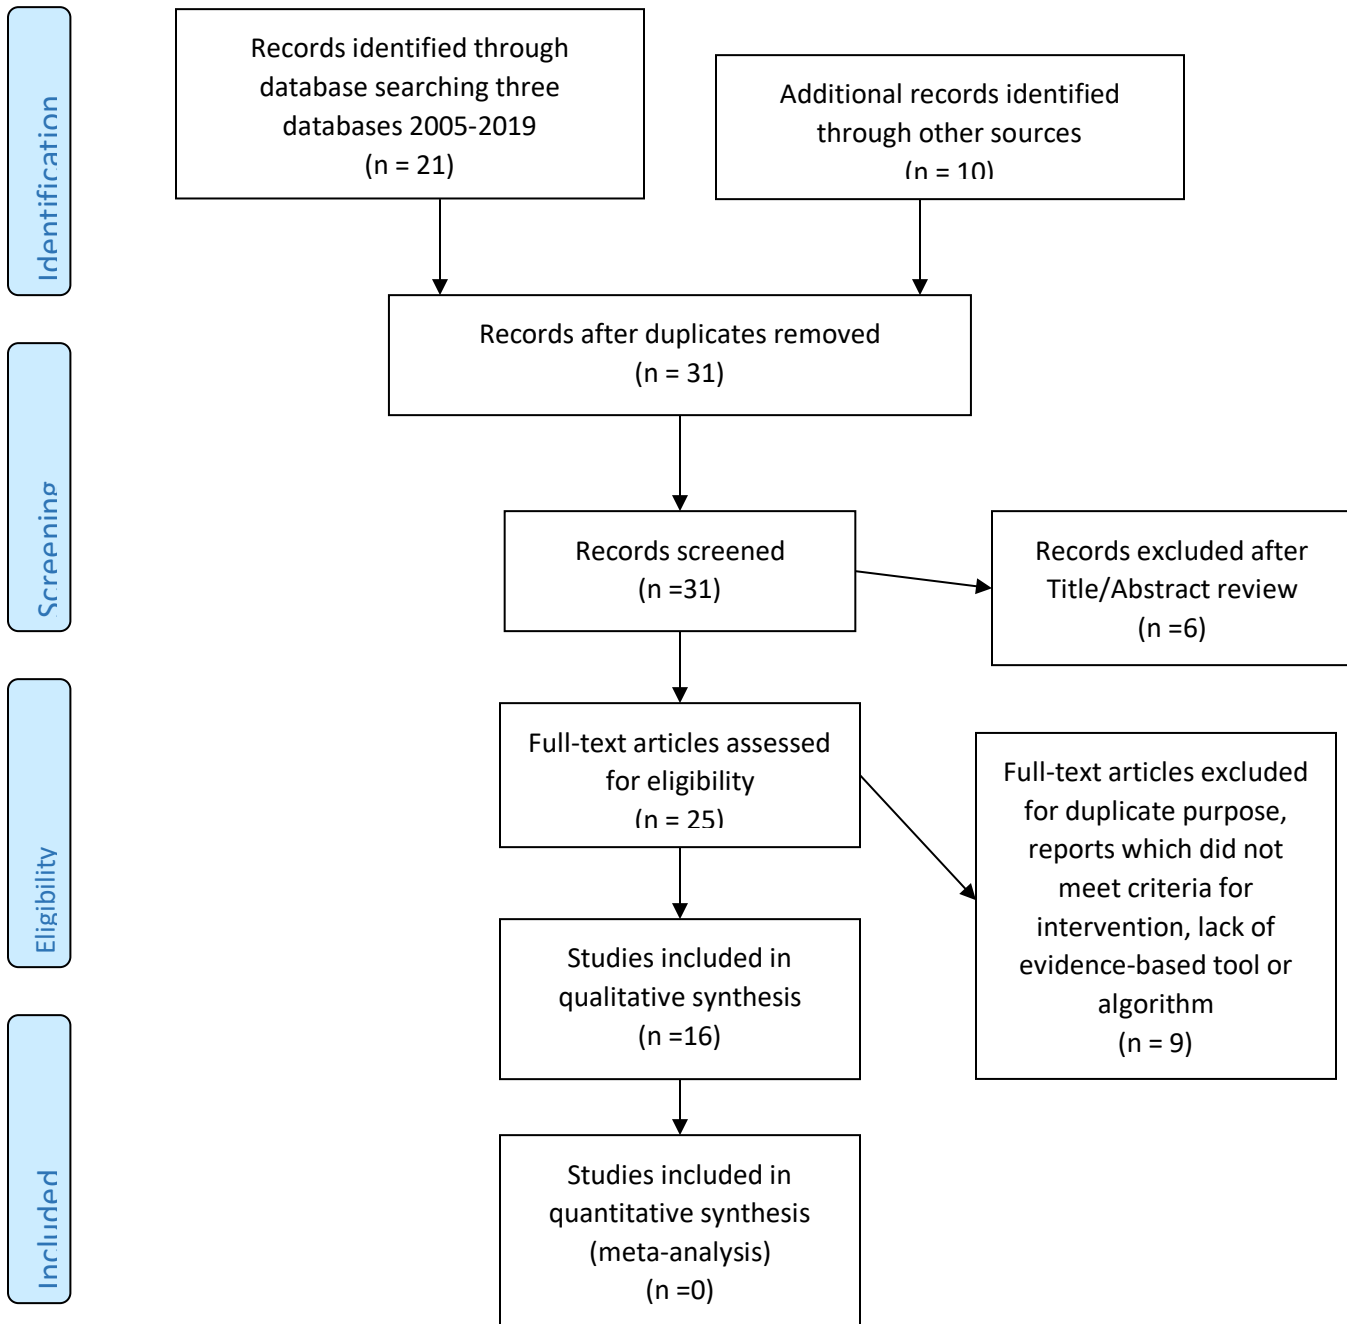 Identification
Records identified through
database searching three
databases 2005-2019
(n = 21)
Additional records identified
through other sources
(n = 10)
Records after duplicates removed
(n = 31)
Screening
Records screened
(n =31)
Records excluded after
Title/Abstract review
(n =6)
Eligibility
Full-text articles assessed
for eligibility
(n = 25)
Full-text articles excluded
for duplicate purpose,
reports which did not
meet criteria for
intervention, lack of
evidence-based tool or
algorithm
(n = 9)
Studies included in
qualitative synthesis
(n =16)
Included
Studies included in
quantitative synthesis
(meta-analysis)
(n =0)